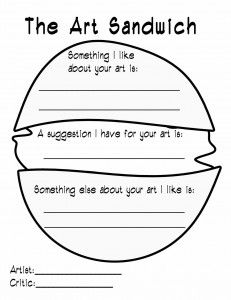 The Art Sandwich
Something I like
about your art is:
A suggestion I have for your art is:
Something else about your art I like is:
Artist:
Critic: